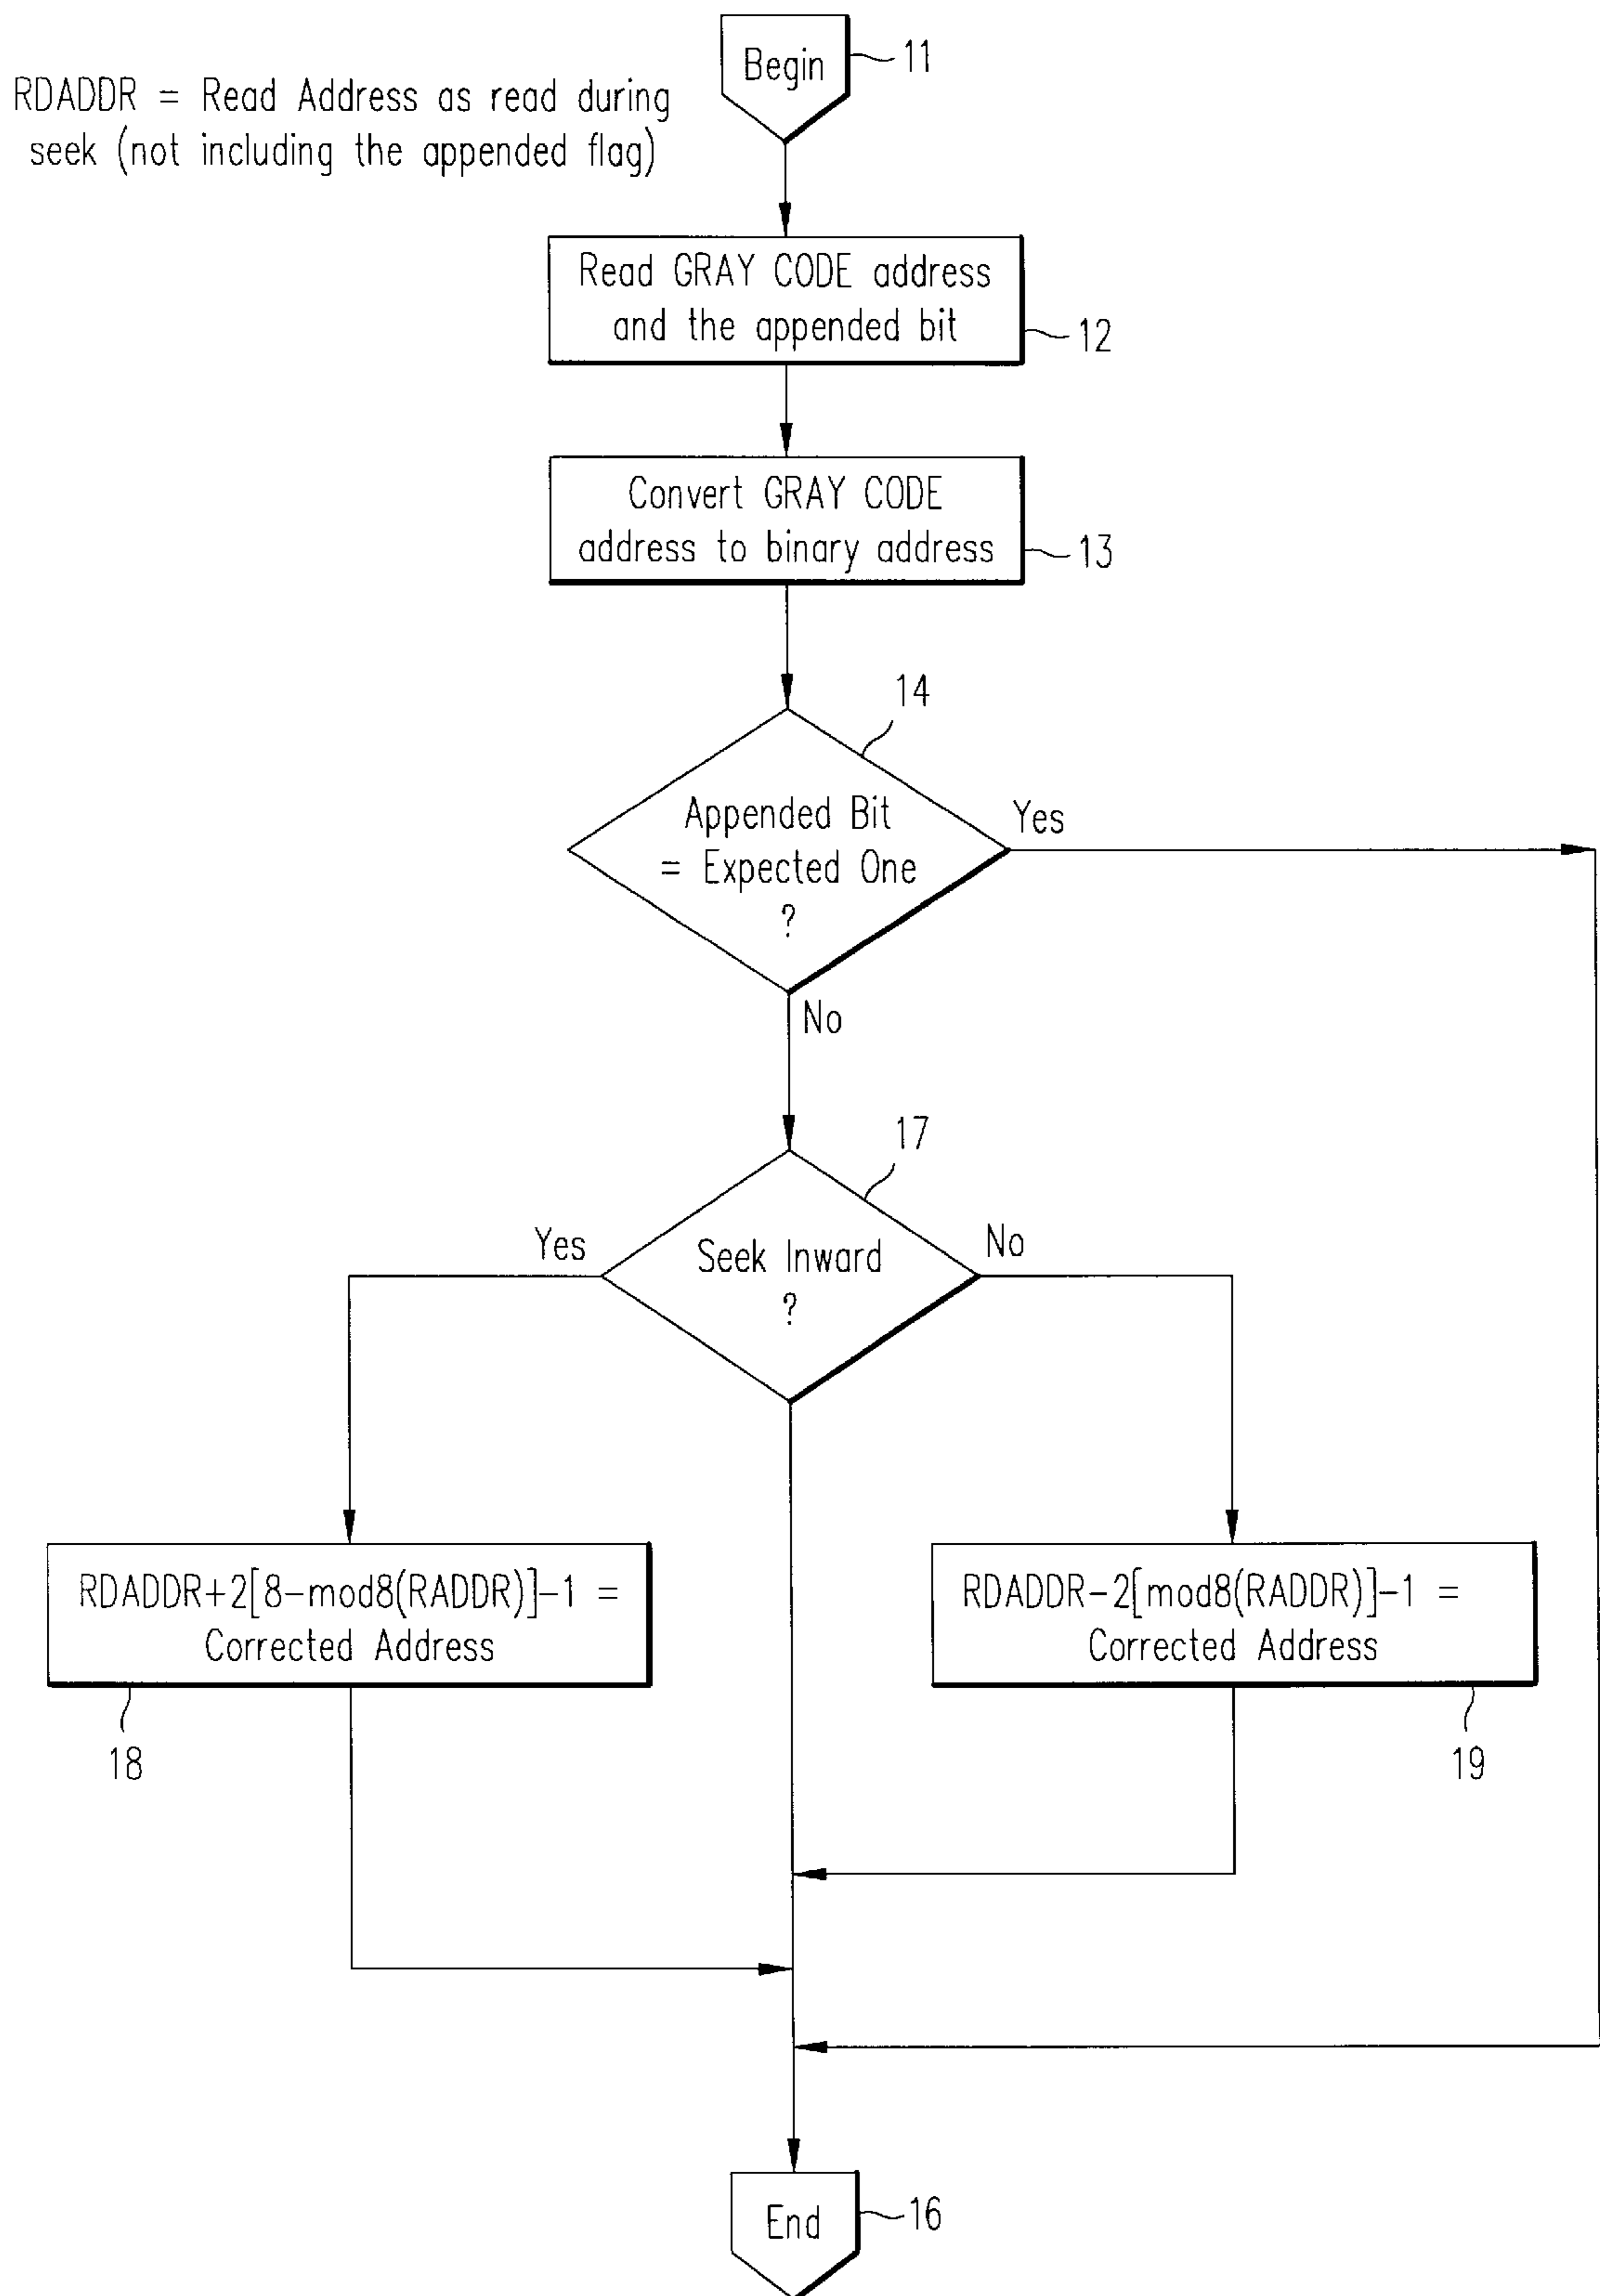 Begin
11
RDADDR = Read Address as read during
seek (not including the appended flag)
Read GRAY CODE address
and the appended bit
12
Convert GRAY CODE
address to binary address
13
14
Appended Bit
= Expected One
?
Yes
No
17
Seek Inward
?
Yes
No
RDADDR+2[8-mod8(RADDR)]-1 =
Corrected Address
18
RDADDR-2[mod8(RADDR)]-1 =
Corrected Address
19
End
16